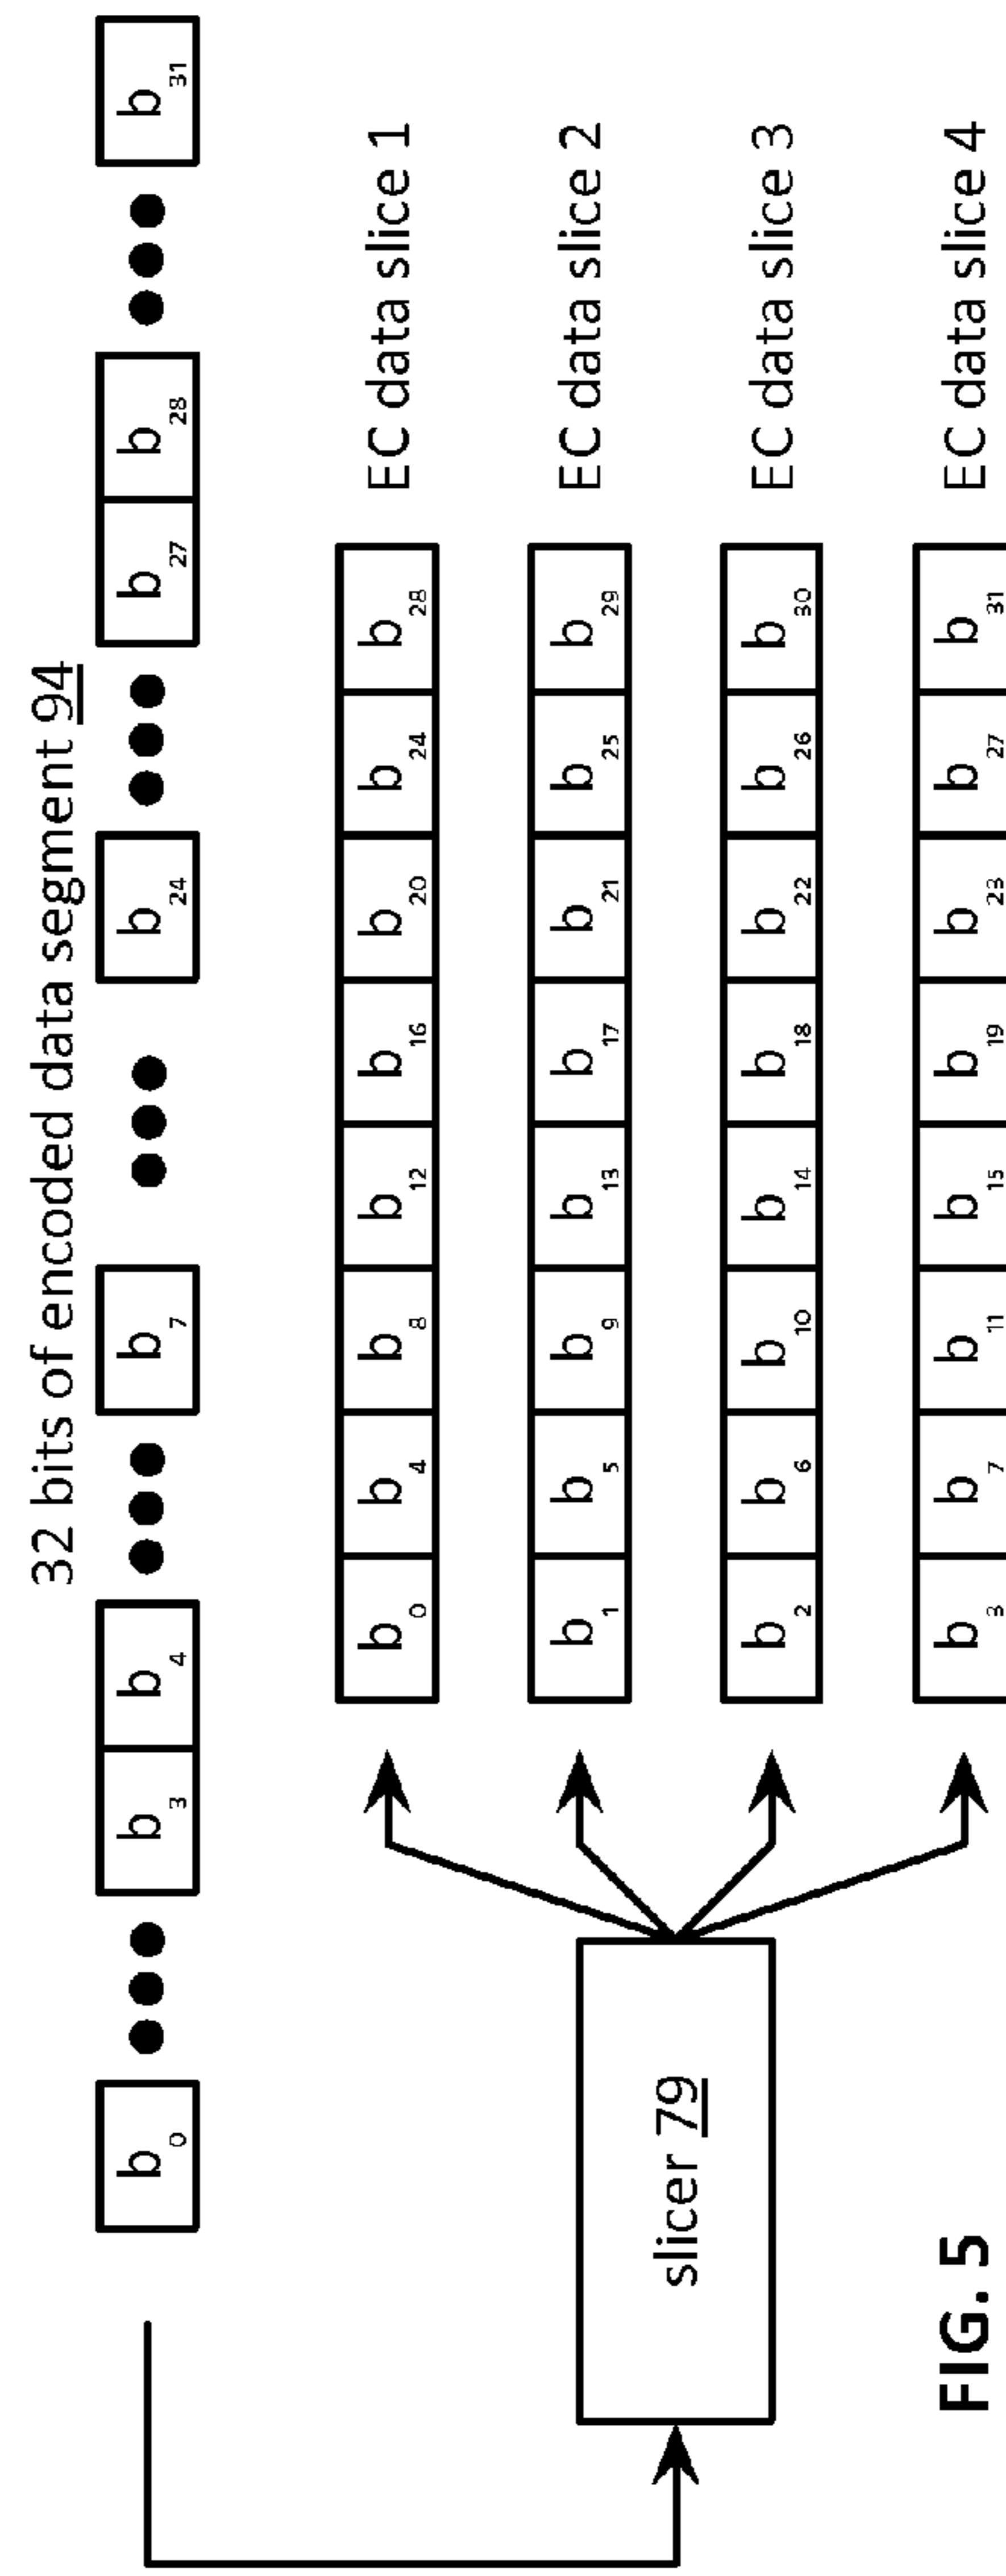 32 bits of encoded data segment 94
b0 ••• b3 b4 ••• b7 ••• b24 ••• b27 b28 ••• b31
b0 b4 b8 b12 b16 b20 b24 b28 EC data slice 1
b1 b5 b9 b13 b17 b21 b25 b29 EC data slice 2
slicer 79
b2 b6 b10 b14 b18 b22 b26 b30 EC data slice 3
b3 b7 b11 b15 b19 b23 b27 b31 EC data slice 4
FIG. 5